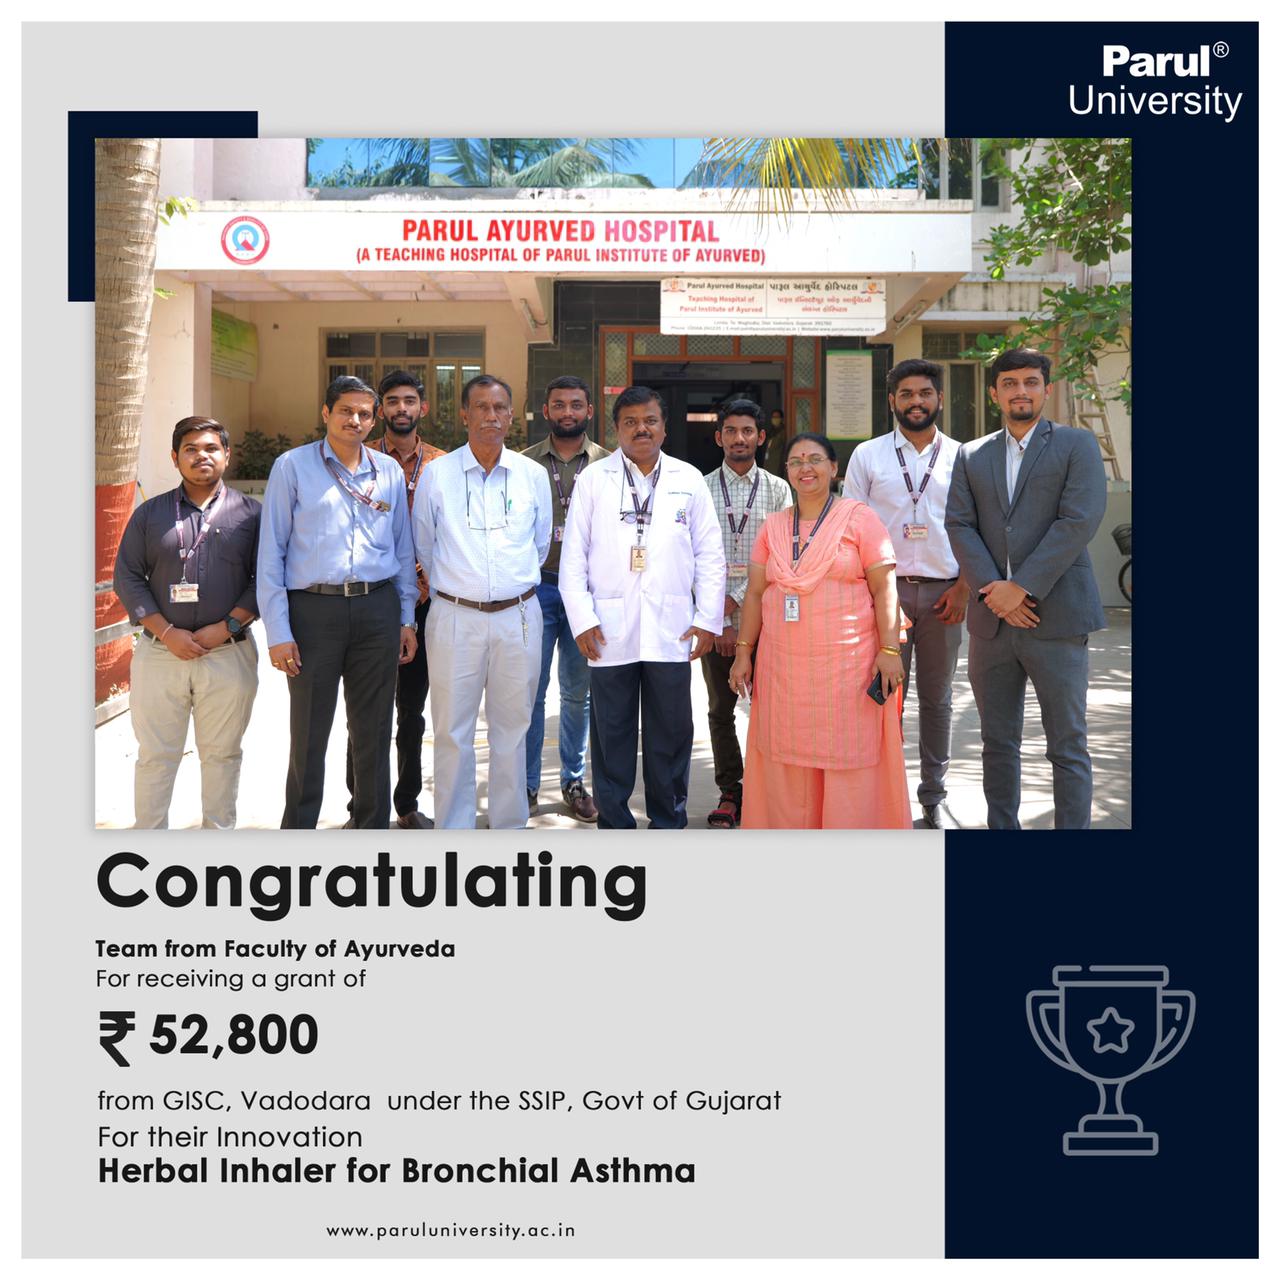 Parul®
University
PARUL AYURVED HOSPITAL
(A TEACHING HOSPITAL OF PARUL INSTITUTE OF AYURVED)
Parul Ayurved Hospital
Teaching Hospital of
Parul Institute of Ayurved
પારૂલ આયુર્વેદ હોસ્પિટલ
Congratulating
Team from Faculty of Ayurveda
For receiving a grant of
₹ 52,800
from GISC, Vadodara under the SSIP, Govt of Gujarat
For their Innovation
Herbal Inhaler for Bronchial Asthma
www.paruluniversity.ac.in